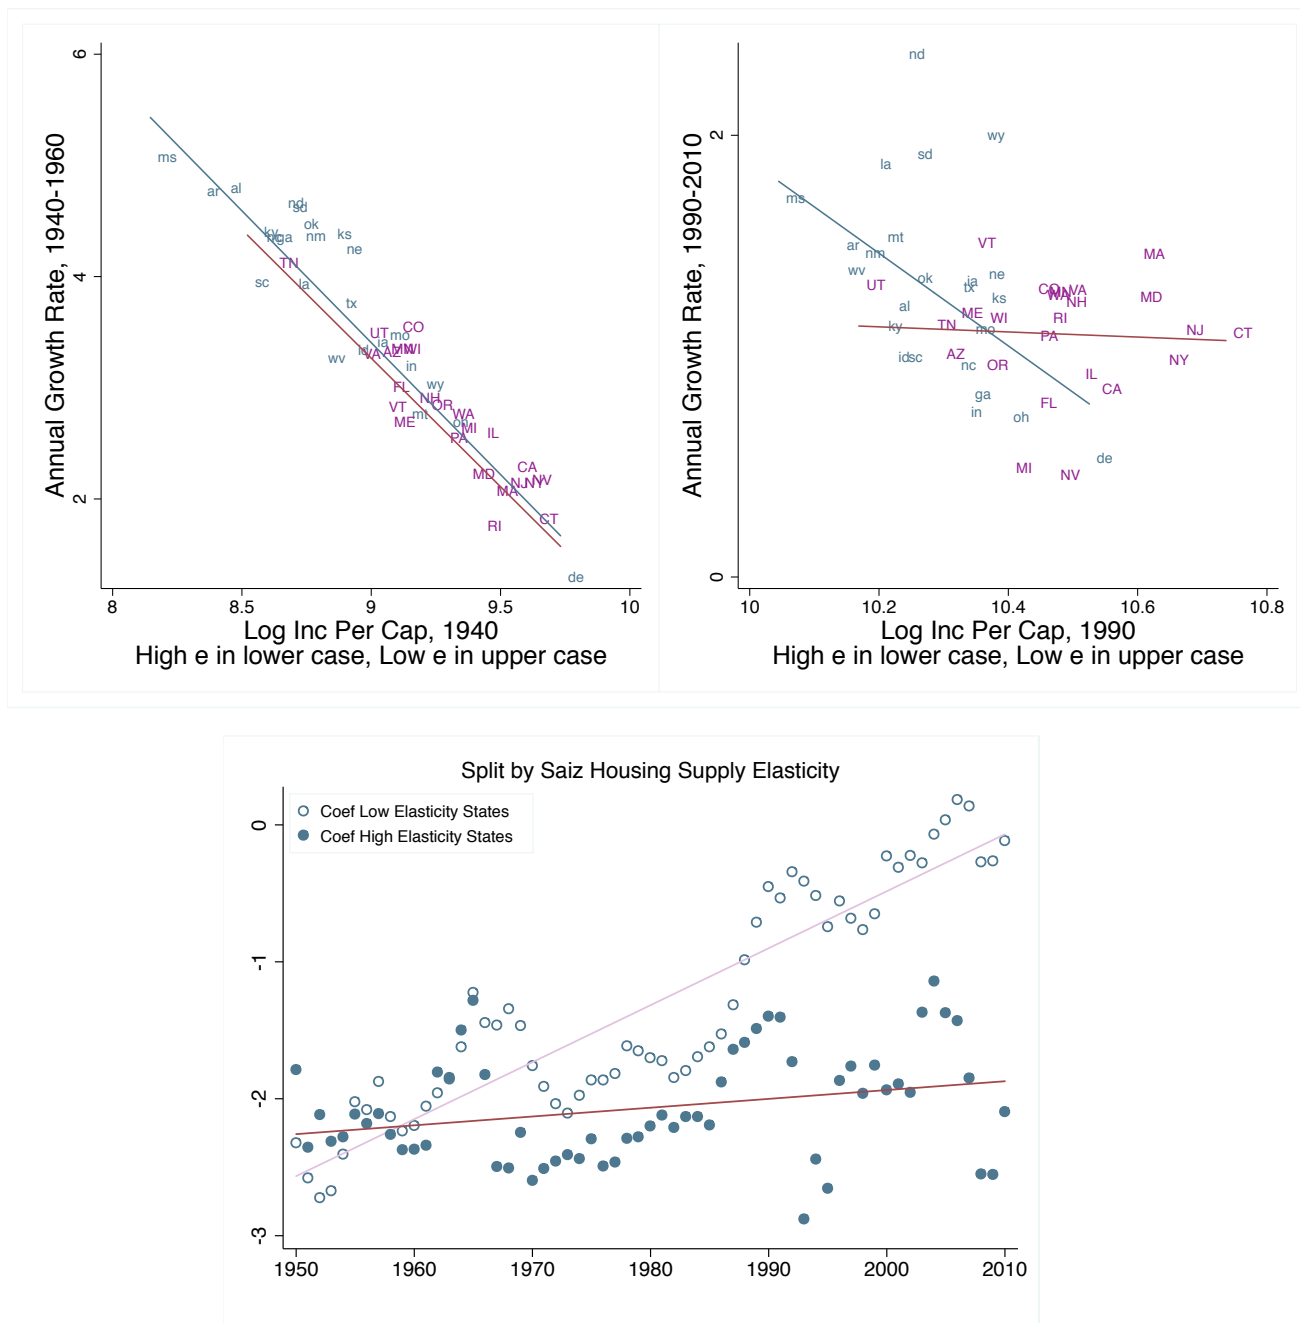 Annual Growth Rate, 1940-1960
6
4
2
ms
ar
al
nd
sd
ok
ky
ga
nm
ks
ne
TN
sc
la
tx
UT
CO
mo
ia
wv
id
VA
AZ
MN
WI
in
FL
wy
NH
OR
VT
mt
ME
WA
oh
MI
PA
IL
MD
CA
NV
NJ
NY
MA
RI
CT
de
8
8.5
9
9.5
10
Log Inc Per Cap, 1940
High e in lower case, Low e in upper case
Annual Growth Rate, 1990-2010
2
0
nd
wy
sd
la
ms
mt
VT
ar
nm
MA
wv
ok
ne
UT
ia
tx
CO
MN
WA
VA
ks
NH
MD
al
ME
WI
RI
TN
ky
mo
PA
NJ
CT
AZ
id
sc
nc
OR
NY
IL
CA
ga
FL
in
oh
de
MI
NV
10
10.2
10.4
10.6
10.8
Log Inc Per Cap, 1990
High e in lower case, Low e in upper case
Split by Saiz Housing Supply Elasticity
Coef Low Elasticity States
Coef High Elasticity States
0
-1
-2
-3
1950
1960
1970
1980
1990
2000
2010